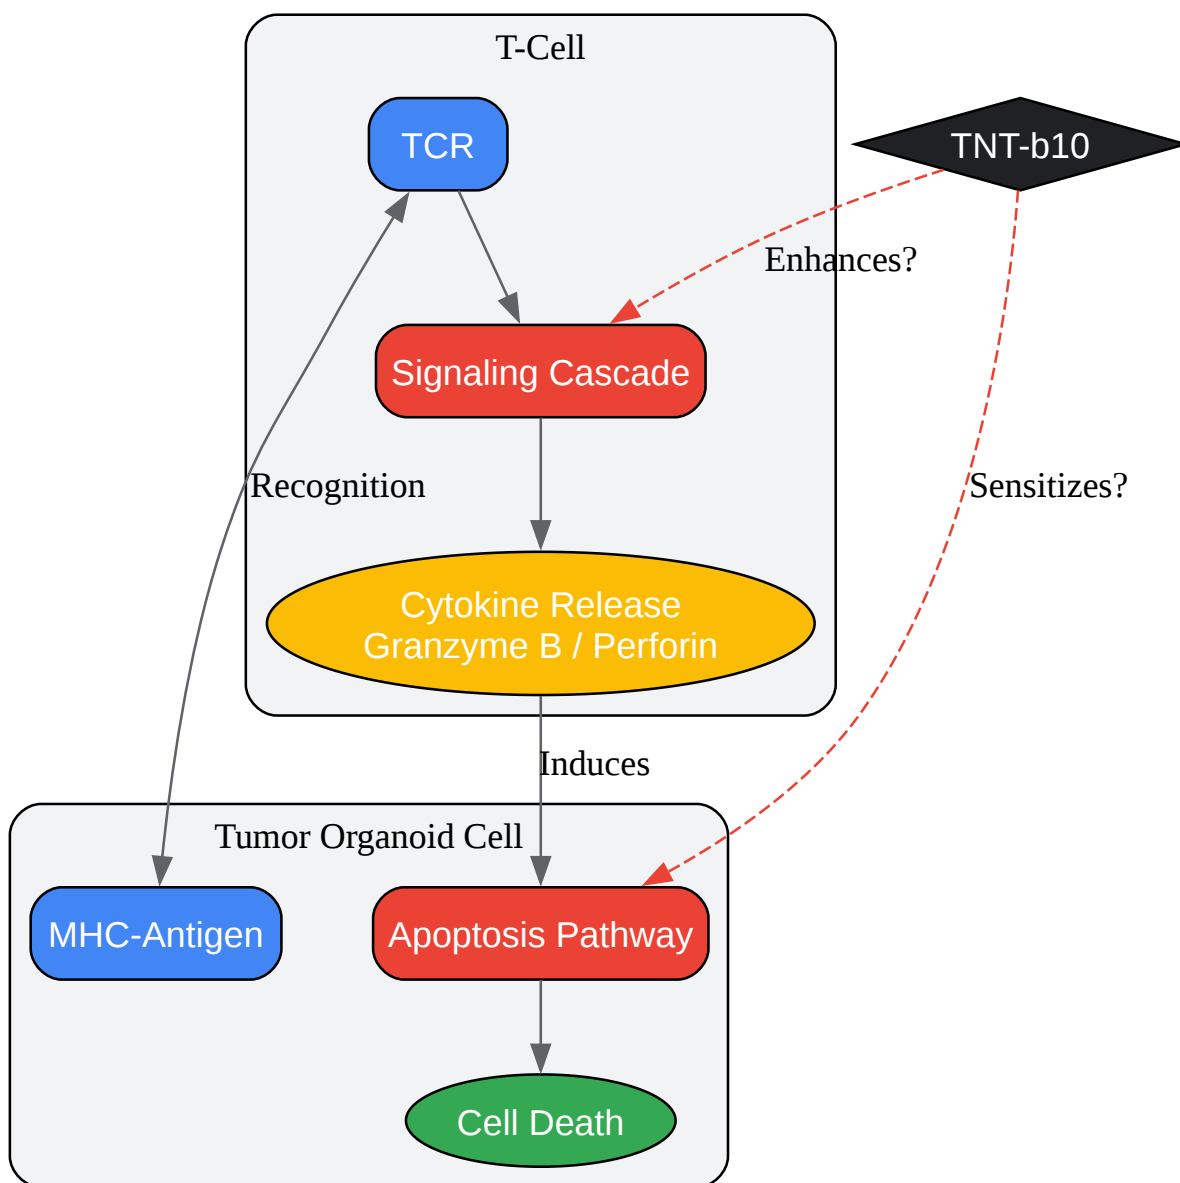 T-Cell
TCR
TNT-b10
Enhances?
Signaling Cascade
Recognition
Sensitizes?
Cytokine Release
Granzyme B / Perforin
Induces
Tumor Organoid Cell
MHC-Antigen
Apoptosis Pathway
Cell Death